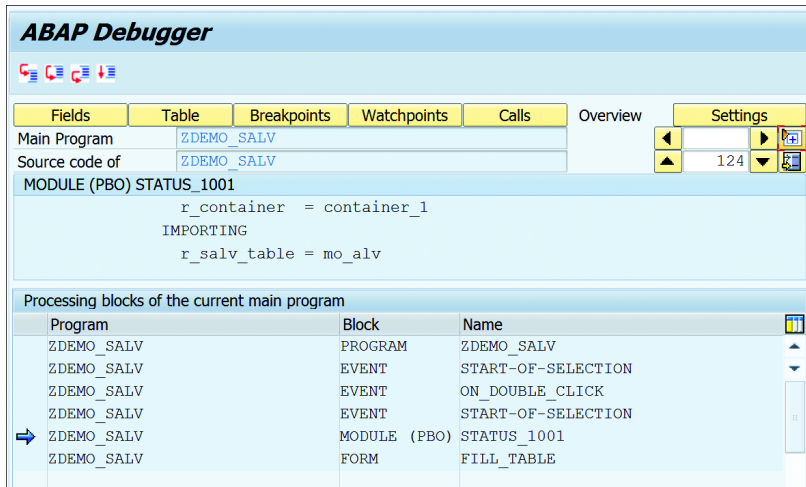 ABAP Debugger
Fields Table Breakpoints Watchpoints Calls Overview Settings
Main Program ZDEMO_SALV
Source code of ZDEMO_SALV 124
MODULE (PBO) STATUS_1001
r_container = container_1
IMPORTING
r_salv_table = mo_alv
Processing blocks of the current main program
Program Block Name
ZDEMO_SALV PROGRAM ZDEMO_SALV
ZDEMO_SALV EVENT START-OF-SELECTION
ZDEMO_SALV EVENT ON_DOUBLE_CLICK
ZDEMO_SALV EVENT START-OF-SELECTION
ZDEMO_SALV MODULE (PBO) STATUS_1001
ZDEMO_SALV FORM FILL_TABLE